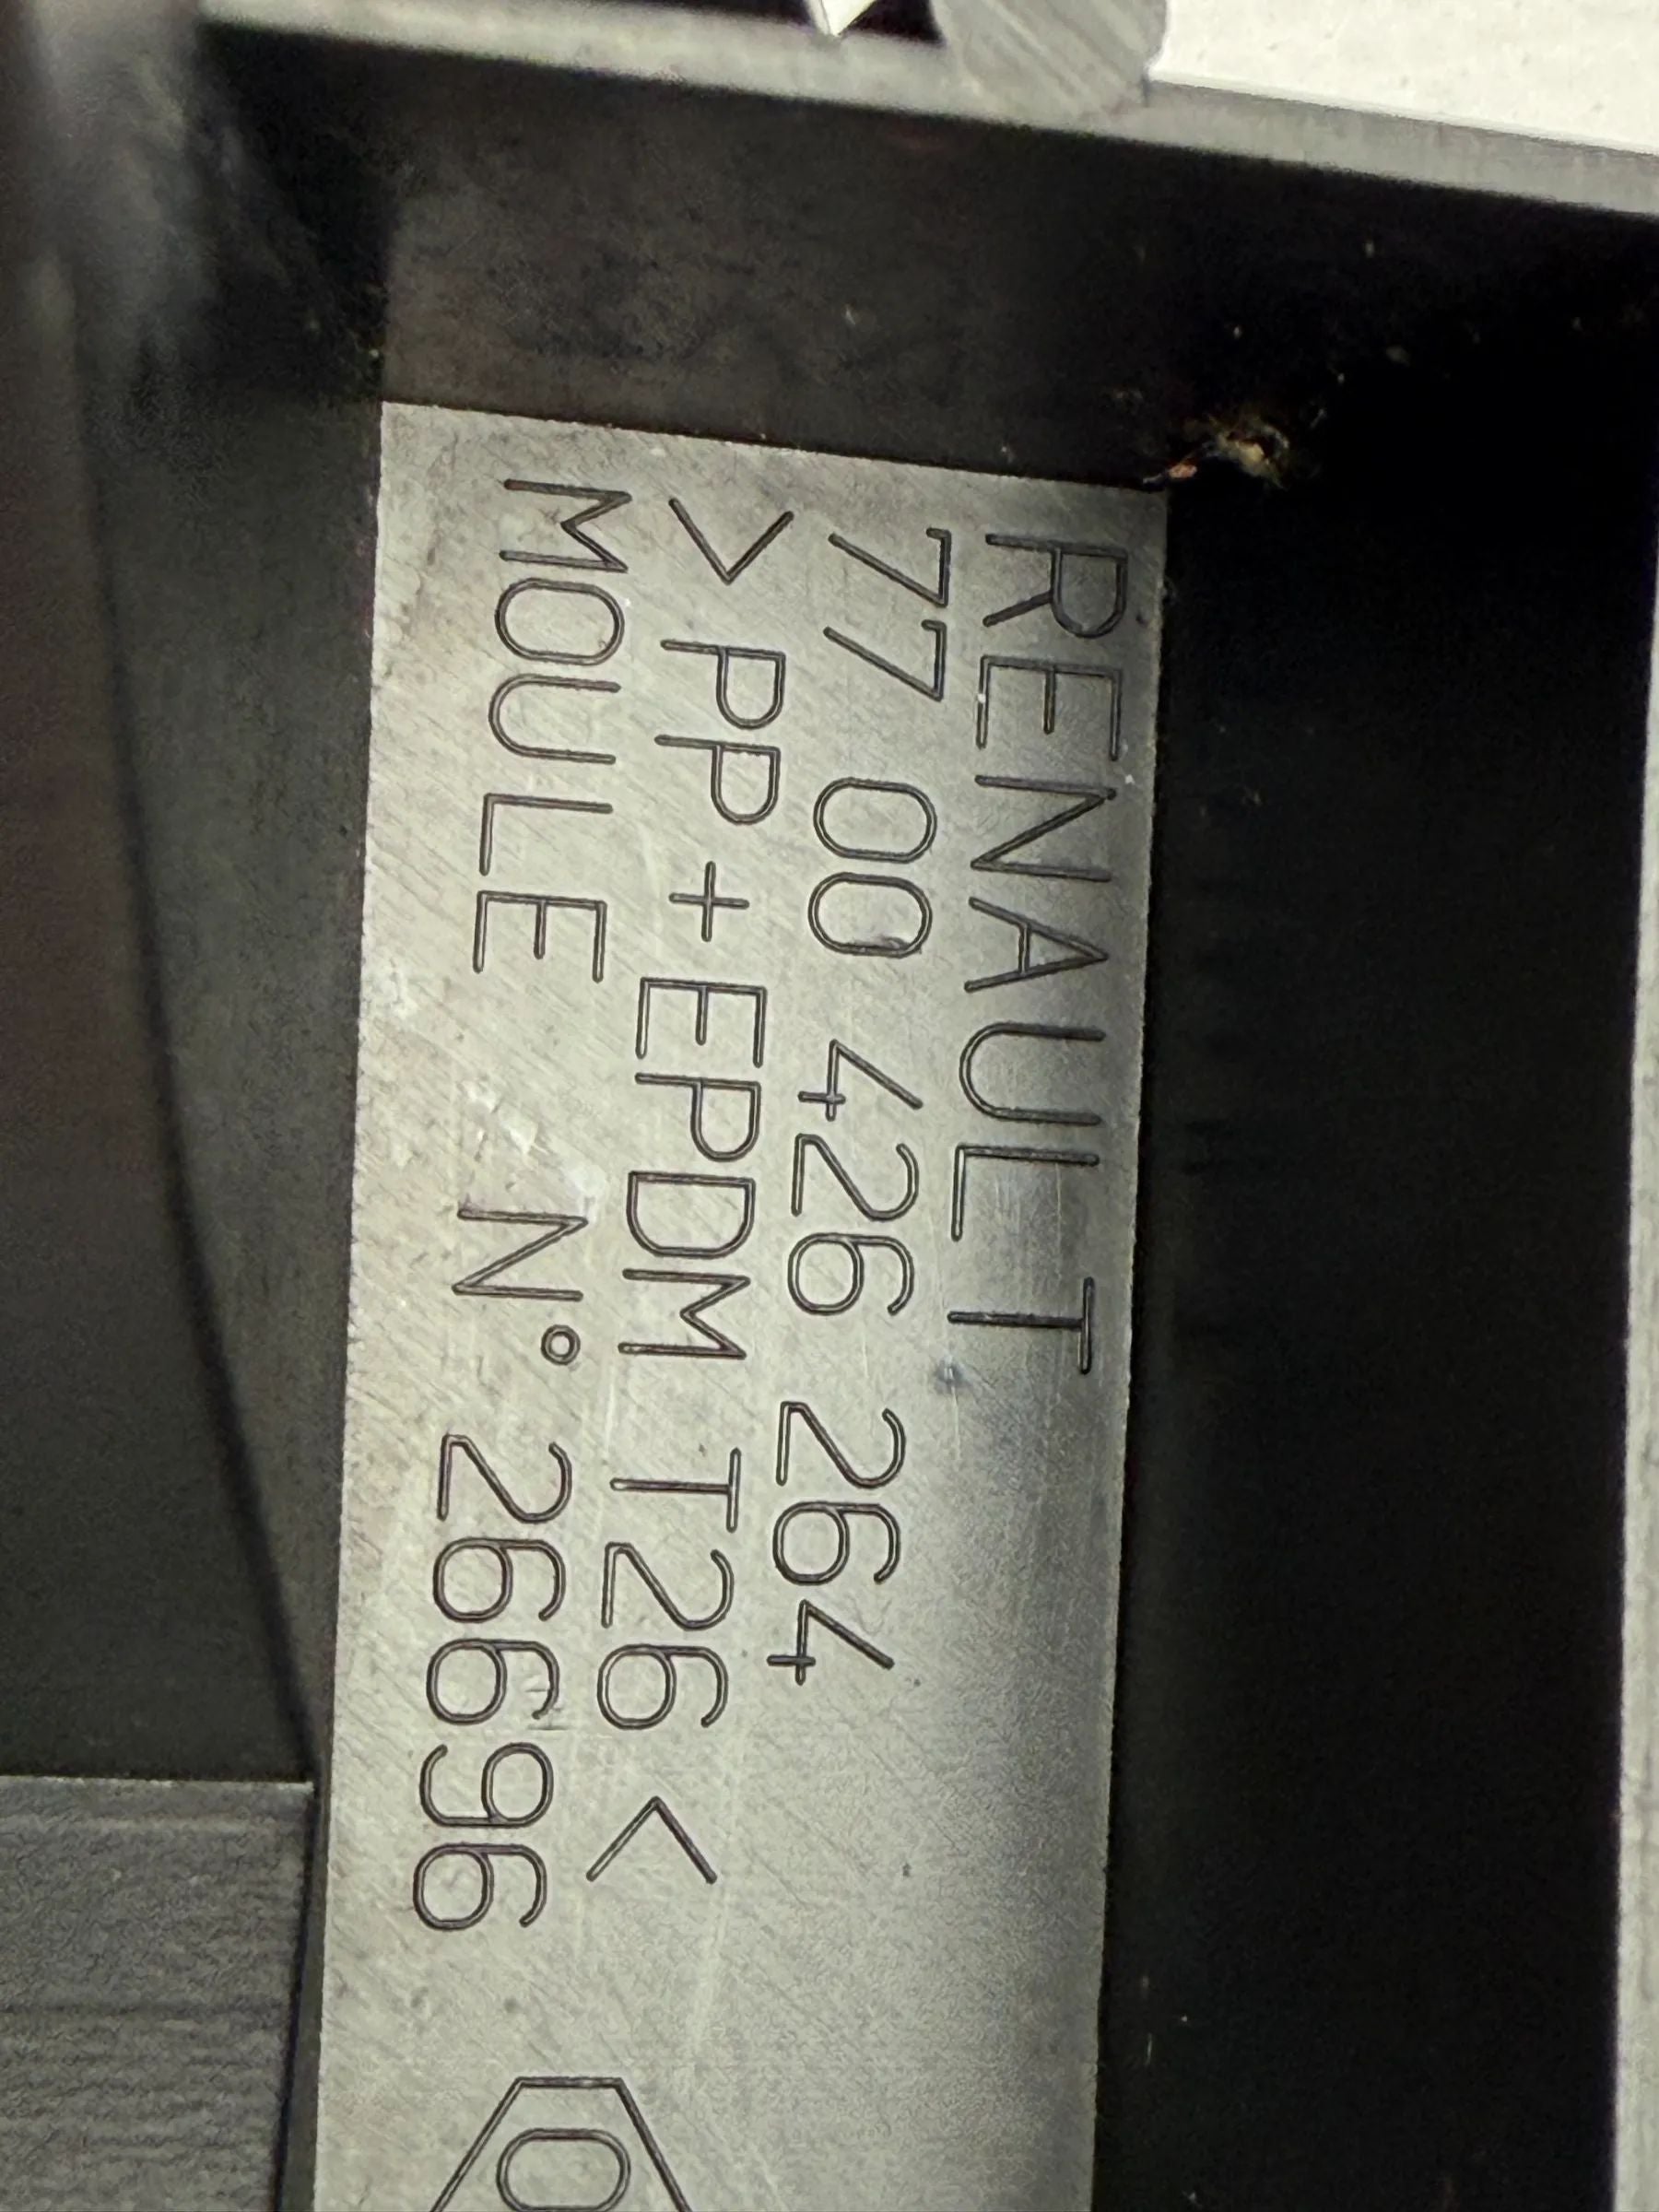 RENAULT
77 00 426 264
> PP+EPDM T26 <
MOULE N° 26696